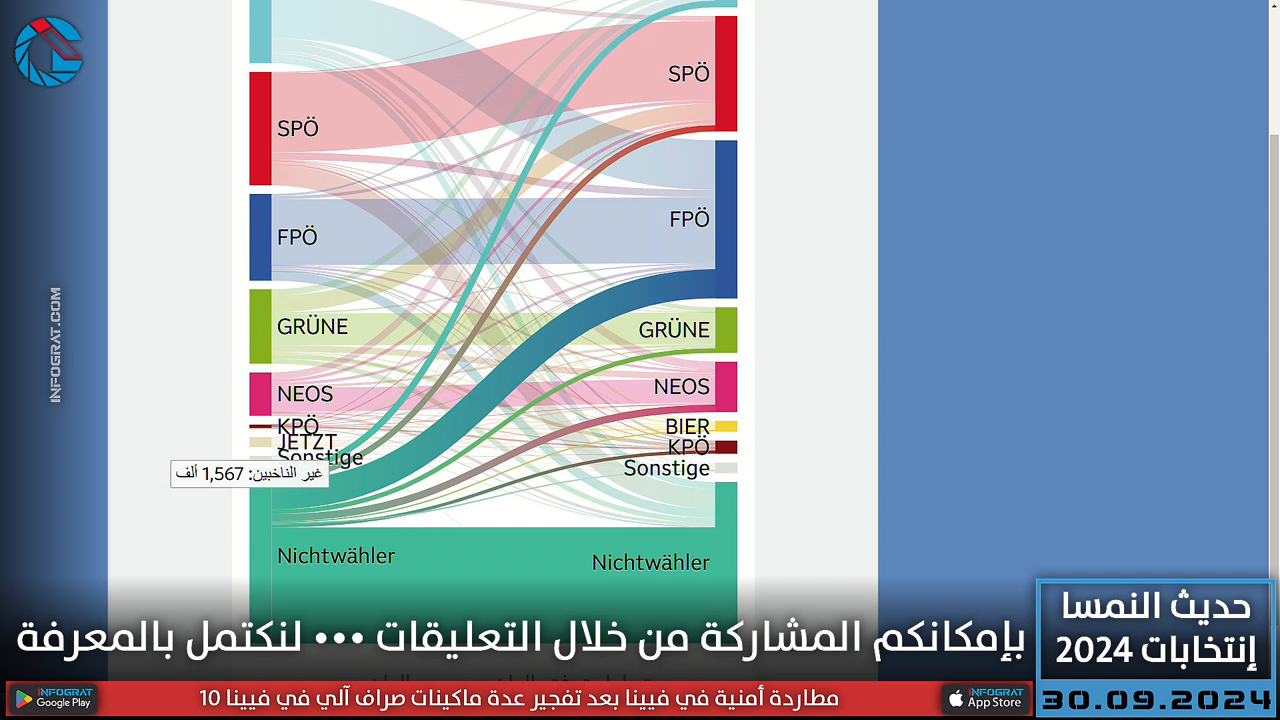 SPÖ
FPÖ
GRÜNE
NEOS
KPÖ
JETZT
Sonstige
غير الناخبين: 1,567 ألف
Nichtwähler
SPÖ
FPÖ
GRÜNE
NEOS
BIER
KPÖ
Sonstige
Nichtwähler
INFOGRAT.COM
بإمكانكم المشاركة من خلال التعليقات ••• لنكتمل بالمعرفة
حديث النمسا
إنتخابات 2024
30.09.2024
INFOGRAT
Google Play
مطاردة أمنية في فيينا بعد تفجير عدة ماكينات صراف آلي في فيينا 10
INFOGRAT
App Store